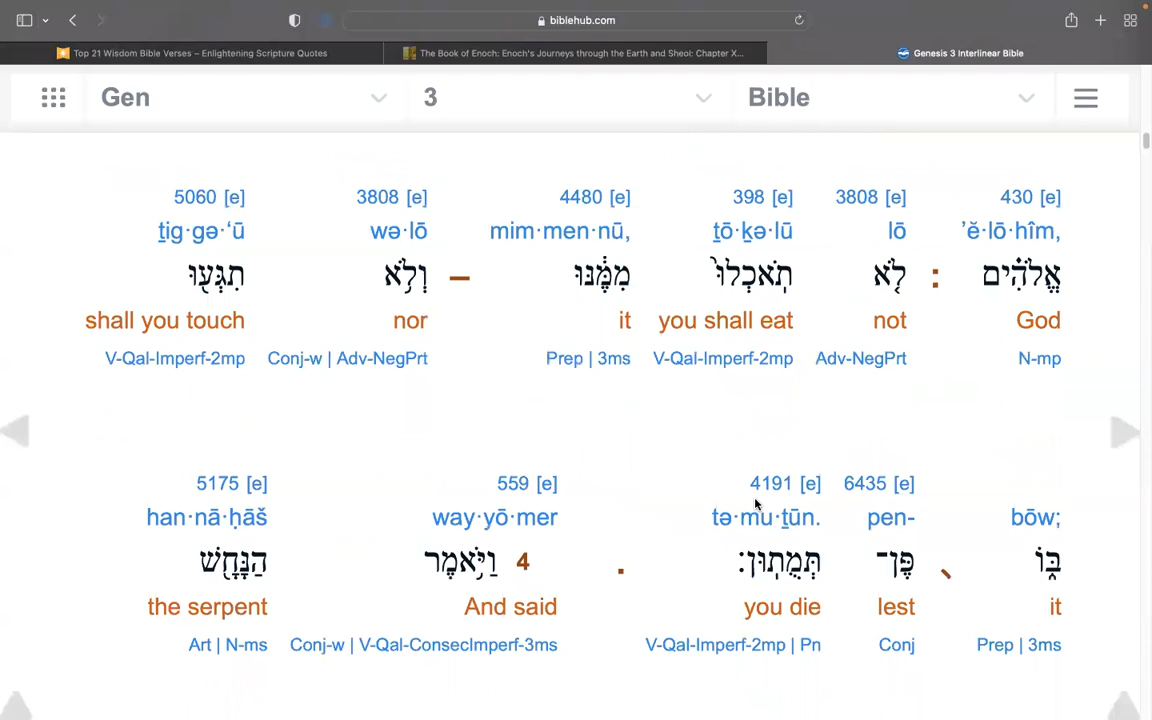 biblehub.com
Top 21 Wisdom Bible Verses – Enlightening Scripture Quotes
The Book of Enoch: Enoch's Journeys through the Earth and Sheol: Chapter X...
Genesis 3 Interlinear Bible
Gen 3 Bible
5060 [e] 3808 [e] 4480 [e] 398 [e] 3808 [e] 430 [e]
ṯig·gə·‘ū wə·lō mim·men·nū, ṯō·ḵə·lū lō ’ĕ·lō·hîm,
אֱלֹהִ֗ים : לֹ֤א תֹֽאכְלוּ֙ מִמֶּ֔נּוּ – וְלֹ֥א תִגְּע֖וּ
shall you touch nor it you shall eat not God
V-Qal-Imperf-2mp Conj-w | Adv-NegPrt Prep | 3ms V-Qal-Imperf-2mp Adv-NegPrt N-mp
5175 [e] 559 [e] 4191 [e] 6435 [e]
han·nā·ḥāš way·yō·mer tə·mu·ṯūn. pen- bōw;
בּ֑וֹ 、 פֶּן־ תְּמֻתֽוּן׃ . 4 וַיֹּ֥אמֶר הַנָּחָ֖שׁ
the serpent And said you die lest it
Art | N-ms Conj-w | V-Qal-ConsecImperf-3ms V-Qal-Imperf-2mp | Pn Conj Prep | 3ms